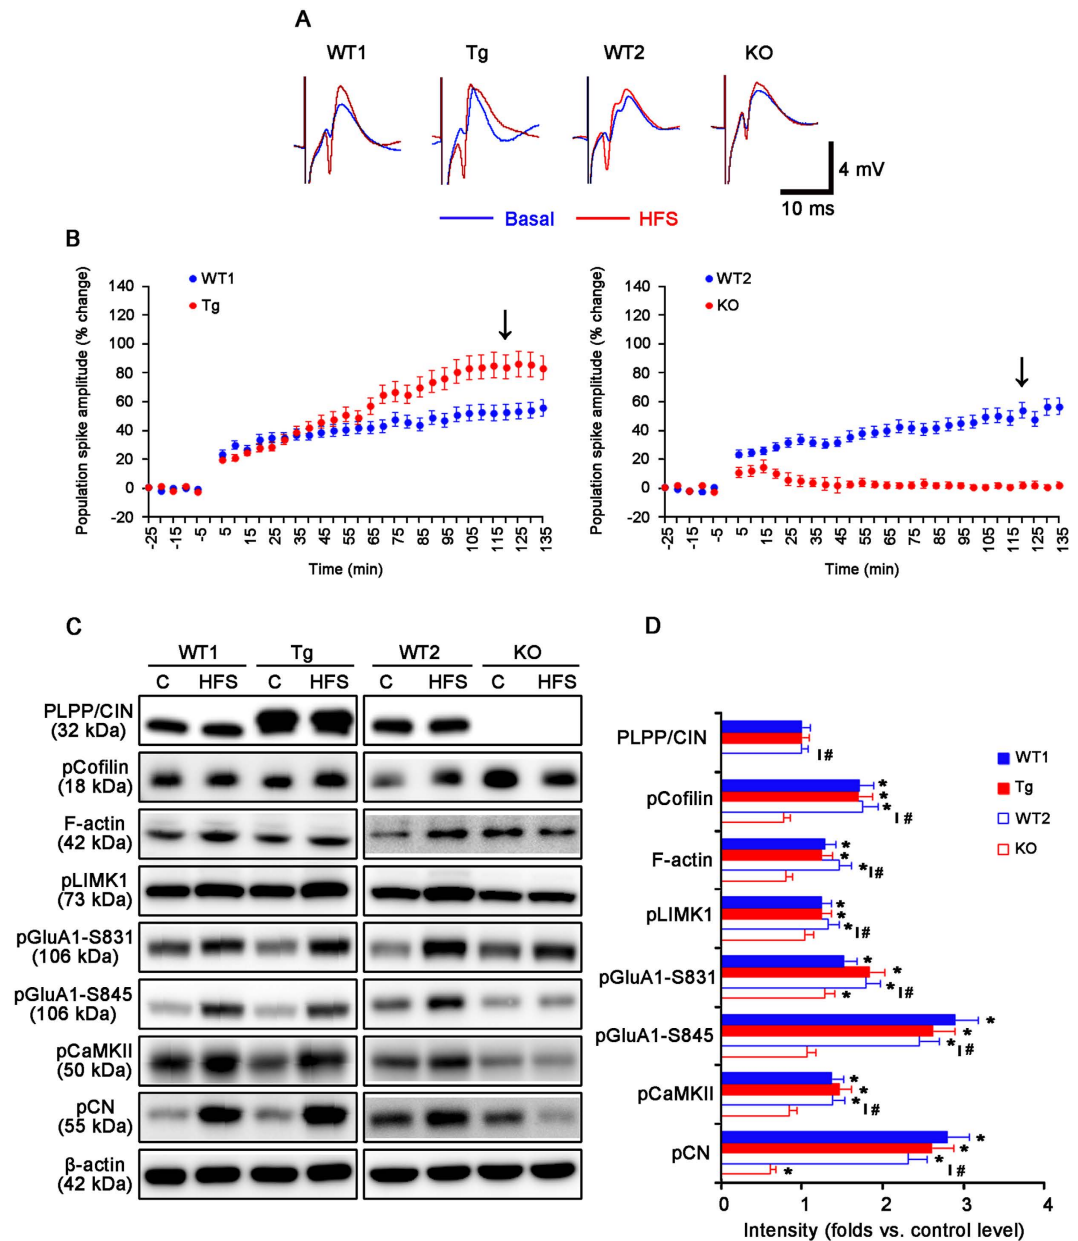 A
WT1 Tg WT2 KO
4 mV
10 ms
Basal HFS
B
Population spike amplitude (% change)
140
120
100
80
60
40
20
0
-20
WT1
Tg
-25 -15 -5 5 15 25 35 45 55 65 75 85 95 105 115 125 135
Time (min)
Population spike amplitude (% change)
140
120
100
80
60
40
20
0
-20
WT2
KO
-25 -15 -5 5 15 25 35 45 55 65 75 85 95 105 115 125 135
Time (min)
C
WT1 Tg WT2 KO
C HFS C HFS C HFS C HFS
PLPP/CIN
(32 kDa)
pCofilin
(18 kDa)
F-actin
(42 kDa)
pLIMK1
(73 kDa)
pGluA1-S831
(106 kDa)
pGluA1-S845
(106 kDa)
pCaMKII
(50 kDa)
pCN
(55 kDa)
β-actin
(42 kDa)
D
PLPP/CIN
I#
pCofilin
*
*
*
I #
F-actin
*
*
*I#
pLIMK1
*
*
*I#
pGluA1-S831
*
*
*
I#
*
pGluA1-S845
*
*
*I#
pCaMKII
*
*
*
I #
pCN
*
*
*
I #
*
WT1
Tg
WT2
KO
0 1 2 3 4
Intensity (folds vs. control level)